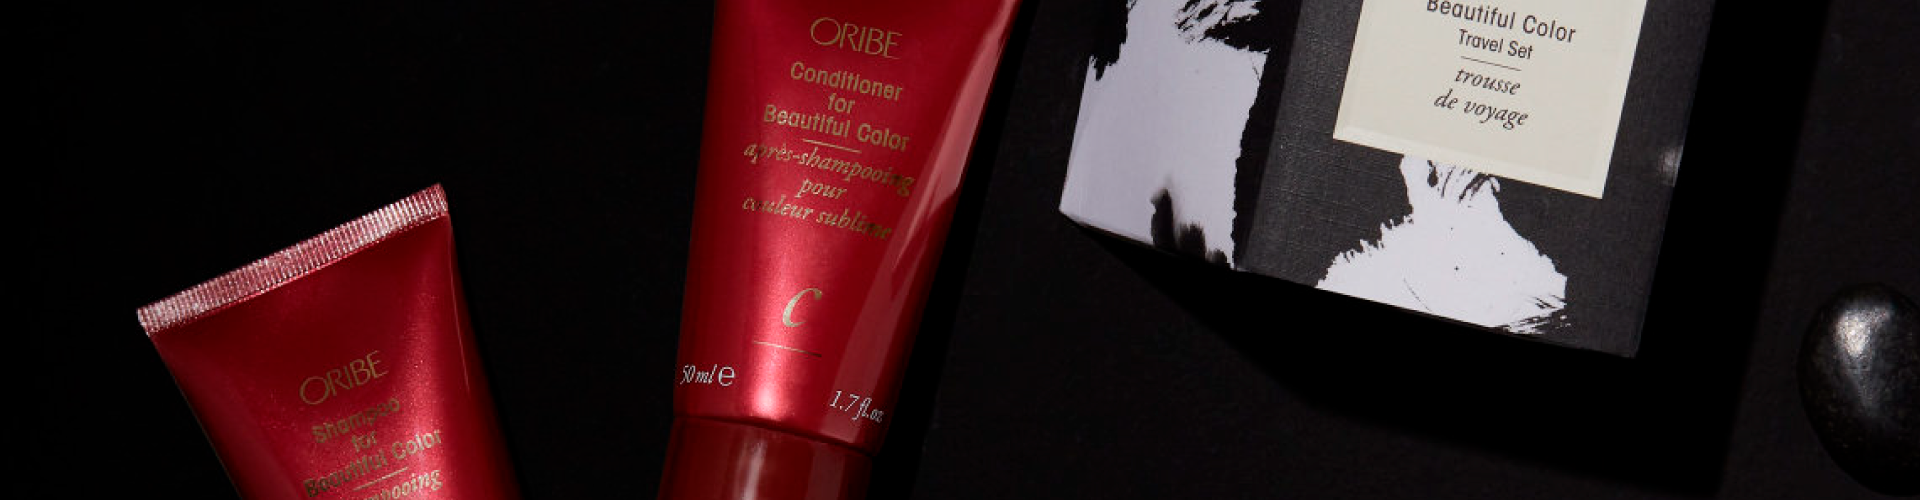 ORIBE
Shampoo
for
Beautiful Color
ORIBE
Conditioner
for
Beautiful Color
après-shampooing
pour
couleur sublime
C
50 ml e
1.7 fl.oz
Beautiful Color
Travel Set
trousse
de voyage